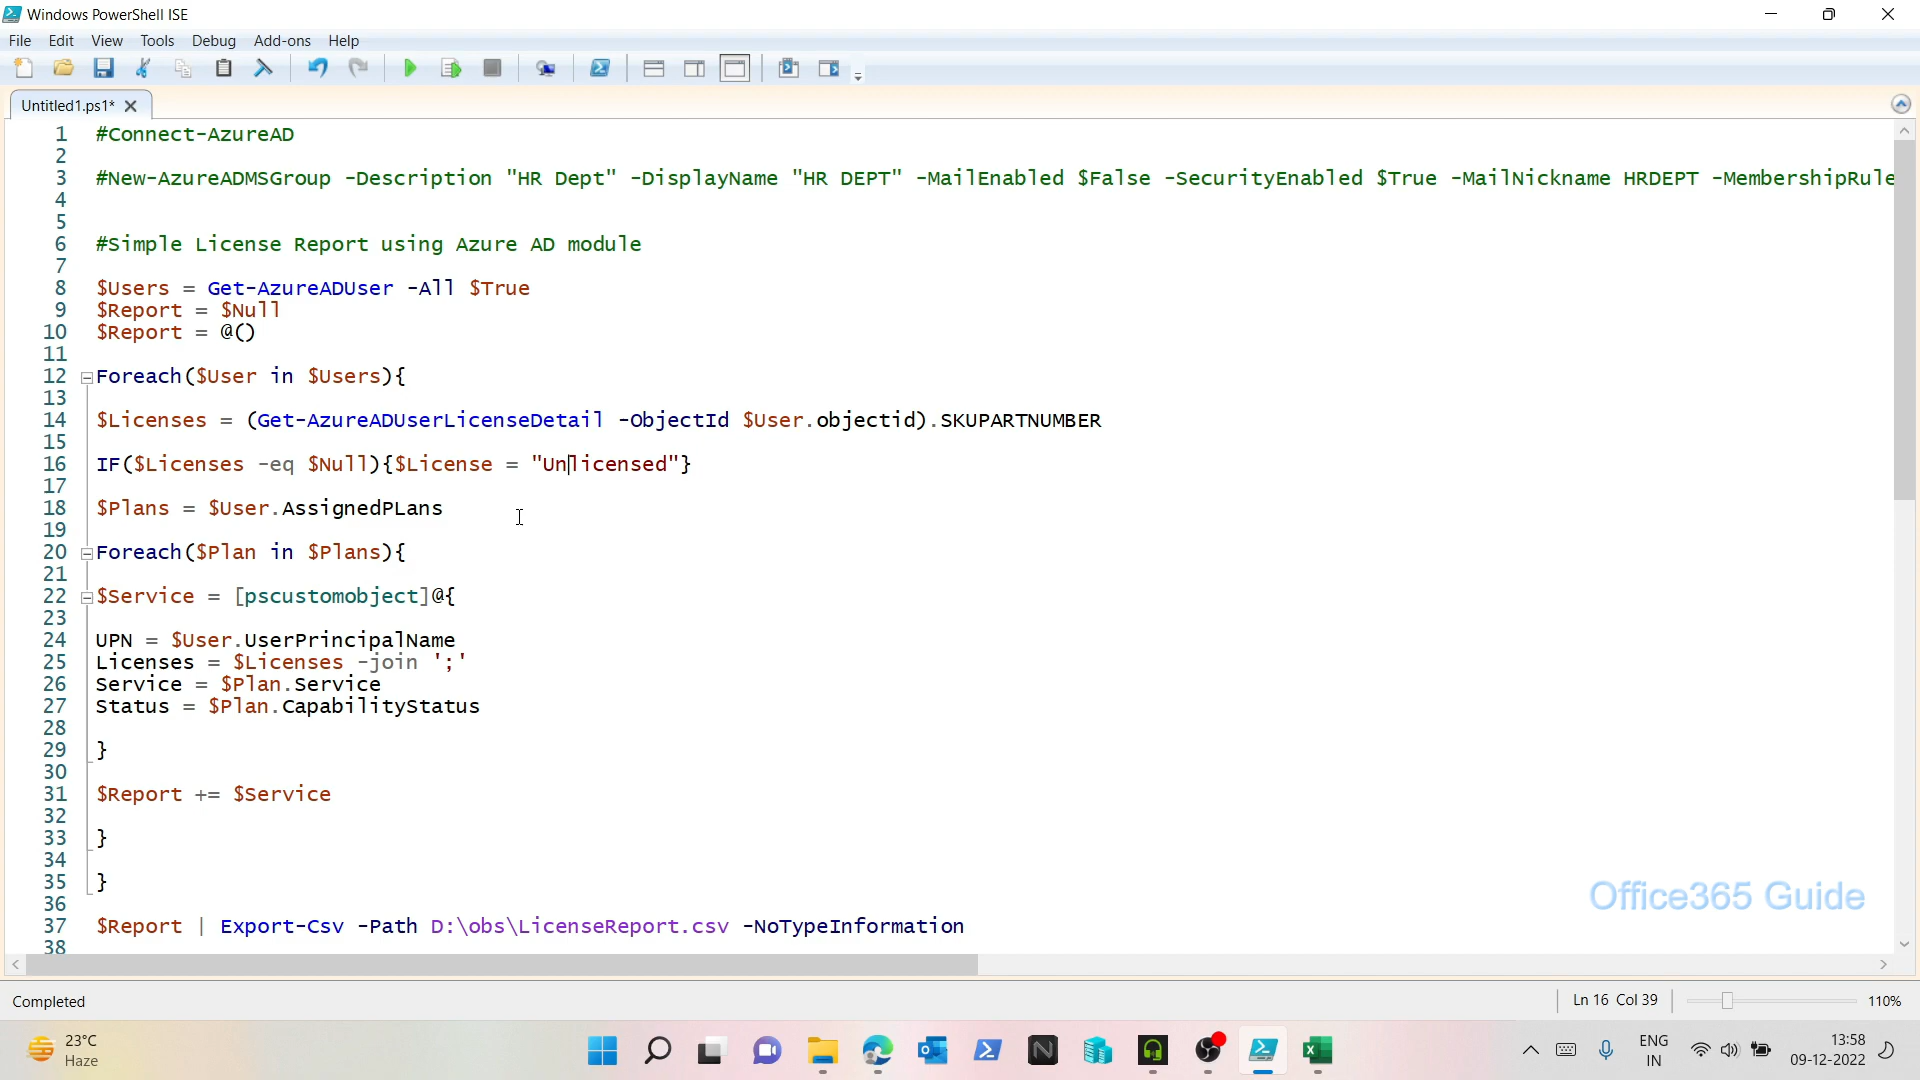 Windows PowerShell ISE
File Edit View Tools Debug Add-ons Help
Untitled1.ps1*
1 #Connect-AzureAD
2
3 #New-AzureADMSGroup -Description "HR Dept" -DisplayName "HR DEPT" -MailEnabled $False -SecurityEnabled $True -MailNickname HRDEPT -MembershipRule
4
5
6 #Simple License Report using Azure AD module
7
8 $Users = Get-AzureADUser -All $True
9 $Report = $Null
10 $Report = @()
11
12 Foreach($User in $Users){
13
14 $Licenses = (Get-AzureADUserLicenseDetail -ObjectId $User.objectid).SKUPARTNUMBER
15
16 IF($Licenses -eq $Null){$License = "Unlicensed"}
17
18 $Plans = $User.AssignedPLans
19
20 Foreach($Plan in $Plans){
21
22 $Service = [pscustomobject]@{
23
24 UPN = $User.UserPrincipalName
25 Licenses = $Licenses -join ';'
26 Service = $Plan.Service
27 Status = $Plan.CapabilityStatus
28
29 }
30
31 $Report += $Service
32
33 }
34
35 }
36
37 $Report | Export-Csv -Path D:\obs\LicenseReport.csv -NoTypeInformation
38
Office365 Guide
Completed
Ln 16 Col 39
110%
23°C
Haze
ENG
IN
13:58
09-12-2022